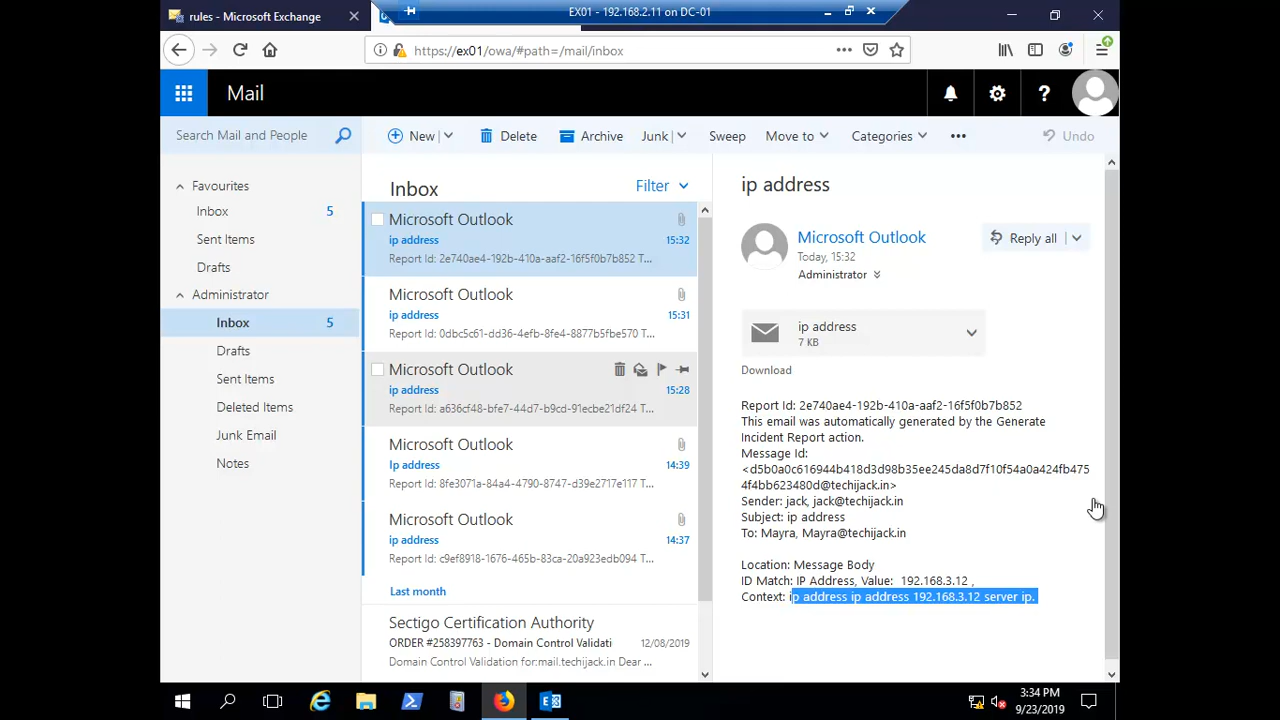 rules - Microsoft Exchange
EX01 - 192.168.2.11 on DC-01
https://ex01/owa/#path=/mail/inbox
Mail
Search Mail and People
New
Delete
Archive
Junk
Sweep
Move to
Categories
Undo
Favourites
Inbox 5
Sent Items
Drafts
Administrator
Inbox 5
Drafts
Sent Items
Deleted Items
Junk Email
Notes
Inbox
Filter
Microsoft Outlook
ip address 15:32
Report Id: 2e740ae4-192b-410a-aaf2-16f5f0b7b852 T...
Microsoft Outlook
ip address 15:31
Report Id: 0dbc5c61-dd36-4efb-8fe4-8877b5fbe570 T...
Microsoft Outlook
ip address 15:28
Report Id: a636cf48-bfe7-44d7-b9cd-91ecbe21df24 T...
Microsoft Outlook
Ip address 14:39
Report Id: 8fe3071a-84a4-4790-8747-d39e2717e117 T...
Microsoft Outlook
ip address 14:37
Report Id: c9ef8918-1676-465b-83ca-20a923edb094 T...
Last month
Sectigo Certification Authority
ORDER #258397763 - Domain Control Validati 12/08/2019
Domain Control Validation for:mail.techijack.in Dear ...
ip address
Microsoft Outlook
Reply all
Today, 15:32
Administrator
ip address
7 KB
Download
Report Id: 2e740ae4-192b-410a-aaf2-16f5f0b7b852
This email was automatically generated by the Generate
Incident Report action.
Message Id:
<d5b0a0c616944b418d3d98b35ee245da8d7f10f54a0a424fb475
4f4bb623480d@techijack.in>
Sender: jack, jack@techijack.in
Subject: ip address
To: Mayra, Mayra@techijack.in
Location: Message Body
ID Match: IP Address, Value: 192.168.3.12 ,
Context: ip address ip address 192.168.3.12 server ip.
3:34 PM
9/23/2019